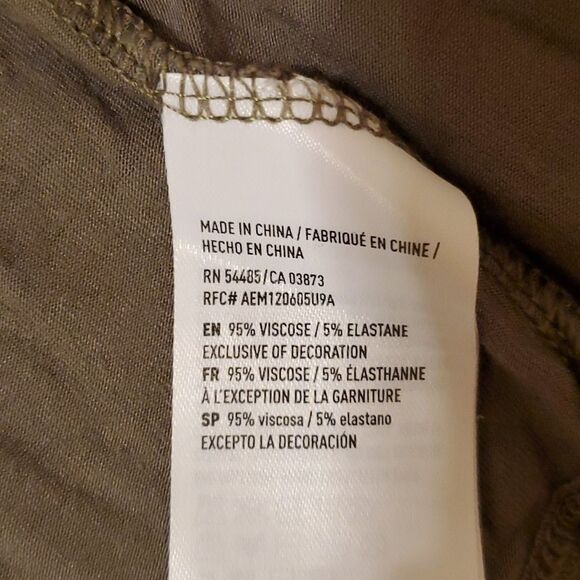 MADE IN CHINA / FABRIQUÉ EN CHINE /
HECHO EN CHINA
RN 54485 / CA 03873
RFC# AEM120605U9A
EN 95% VISCOSE / 5% ELASTANE
EXCLUSIVE OF DECORATION
FR 95% VISCOSE / 5% ÉLASTHANNE
À L'EXCEPTION DE LA GARNITURE
SP 95% viscosa / 5% elastano
EXCEPTO LA DECORACIÓN